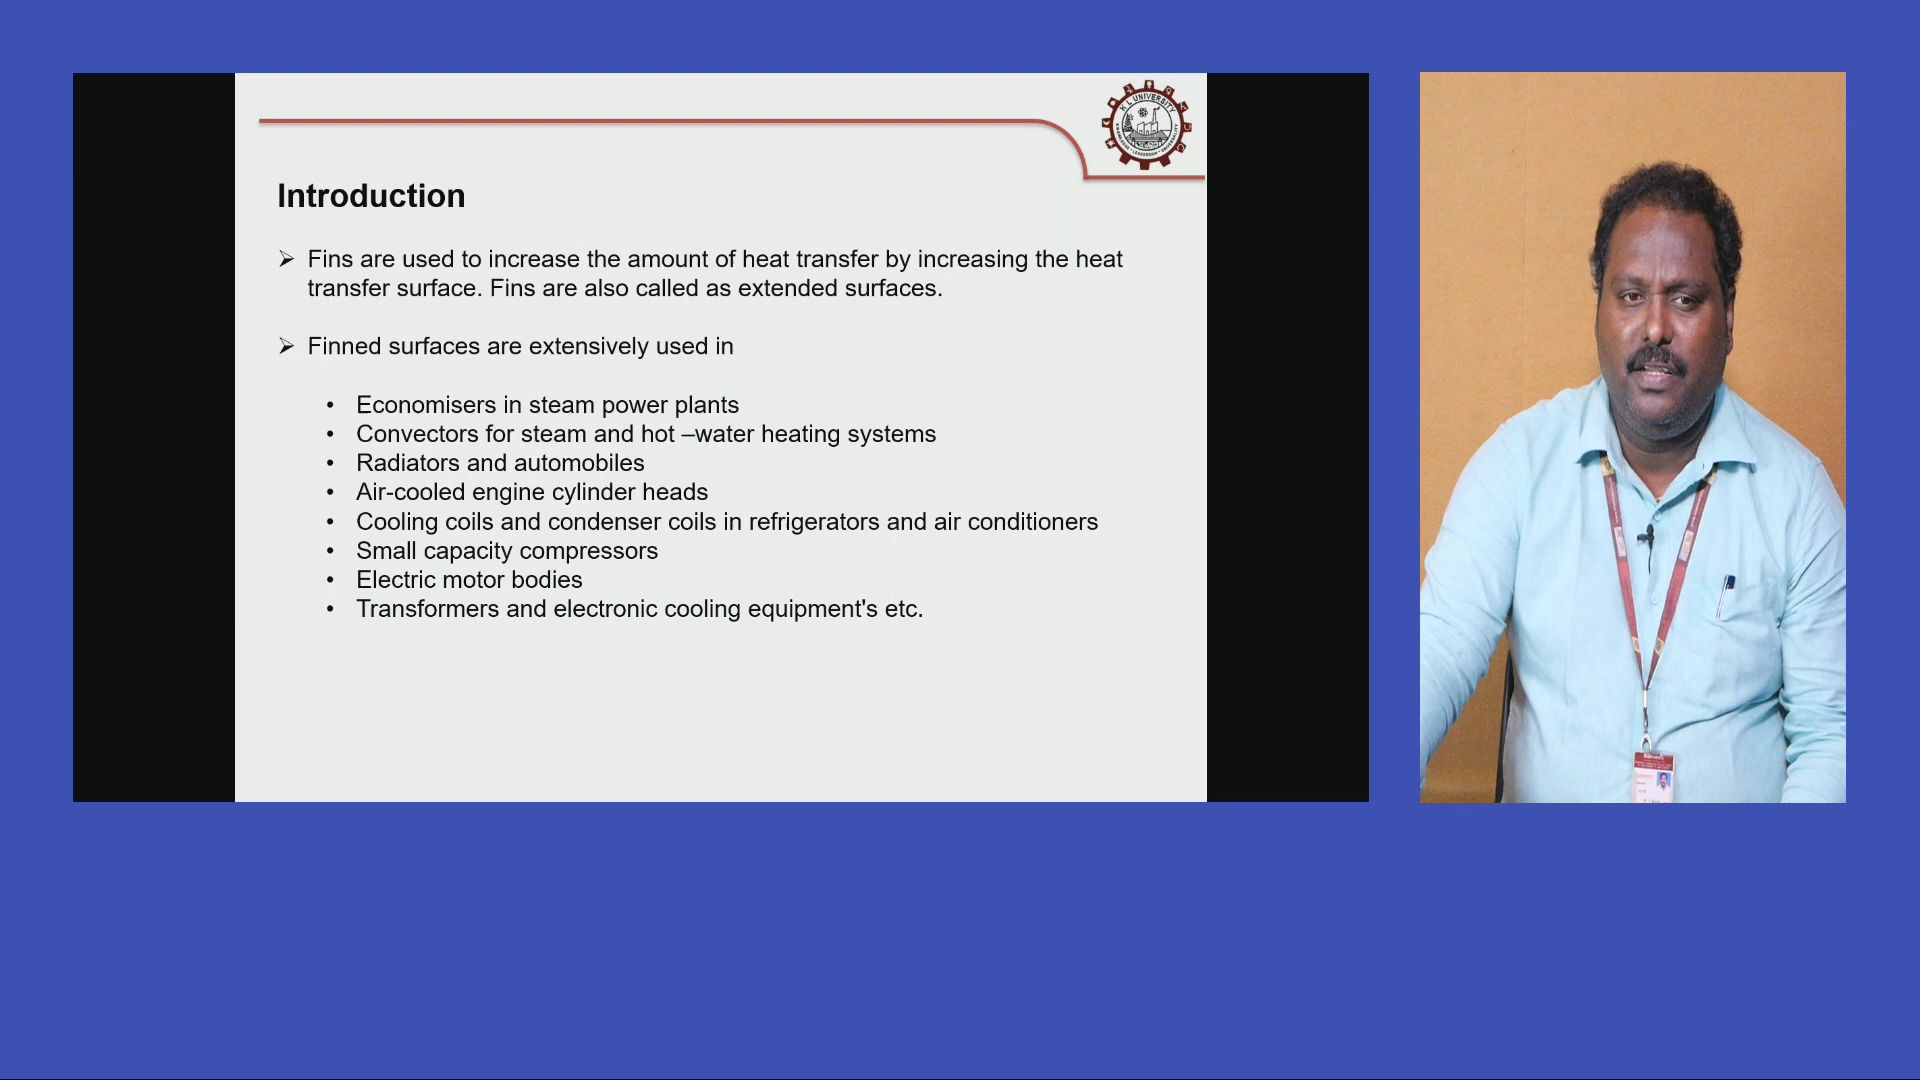 K L UNIVERSITY
Introduction
➢ Fins are used to increase the amount of heat transfer by increasing the heat
transfer surface. Fins are also called as extended surfaces.
➢ Finned surfaces are extensively used in
• Economisers in steam power plants
• Convectors for steam and hot –water heating systems
• Radiators and automobiles
• Air-cooled engine cylinder heads
• Cooling coils and condenser coils in refrigerators and air conditioners
• Small capacity compressors
• Electric motor bodies
• Transformers and electronic cooling equipment's etc.